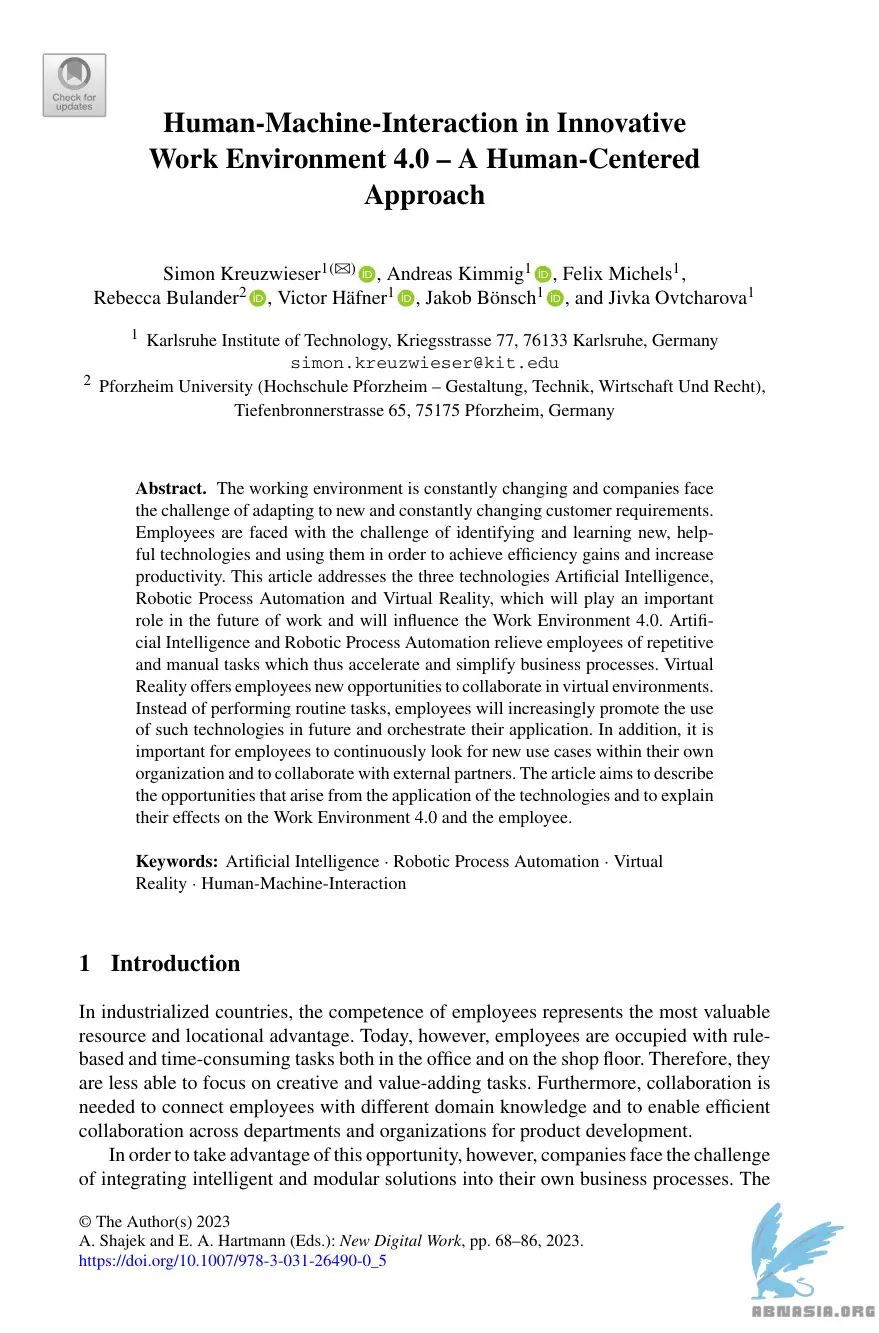 Check for
updates
Human-Machine-Interaction in Innovative
Work Environment 4.0 – A Human-Centered
Approach
Simon Kreuzwieser1(✉) iD, Andreas Kimmig1 iD, Felix Michels1,
Rebecca Bulander2 iD, Victor Häfner1 iD, Jakob Bönsch1 iD, and Jivka Ovtcharova1
1 Karlsruhe Institute of Technology, Kriegsstrasse 77, 76133 Karlsruhe, Germany
simon.kreuzwieser@kit.edu
2 Pforzheim University (Hochschule Pforzheim – Gestaltung, Technik, Wirtschaft Und Recht),
Tiefenbronnerstrasse 65, 75175 Pforzheim, Germany
Abstract. The working environment is constantly changing and companies face
the challenge of adapting to new and constantly changing customer requirements.
Employees are faced with the challenge of identifying and learning new, help-
ful technologies and using them in order to achieve efficiency gains and increase
productivity. This article addresses the three technologies Artificial Intelligence,
Robotic Process Automation and Virtual Reality, which will play an important
role in the future of work and will influence the Work Environment 4.0. Artifi-
cial Intelligence and Robotic Process Automation relieve employees of repetitive
and manual tasks which thus accelerate and simplify business processes. Virtual
Reality offers employees new opportunities to collaborate in virtual environments.
Instead of performing routine tasks, employees will increasingly promote the use
of such technologies in future and orchestrate their application. In addition, it is
important for employees to continuously look for new use cases within their own
organization and to collaborate with external partners. The article aims to describe
the opportunities that arise from the application of the technologies and to explain
their effects on the Work Environment 4.0 and the employee.
Keywords: Artificial Intelligence · Robotic Process Automation · Virtual
Reality · Human-Machine-Interaction
1 Introduction
In industrialized countries, the competence of employees represents the most valuable
resource and locational advantage. Today, however, employees are occupied with rule-
based and time-consuming tasks both in the office and on the shop floor. Therefore, they
are less able to focus on creative and value-adding tasks. Furthermore, collaboration is
needed to connect employees with different domain knowledge and to enable efficient
collaboration across departments and organizations for product development.
In order to take advantage of this opportunity, however, companies face the challenge
of integrating intelligent and modular solutions into their own business processes. The
© The Author(s) 2023
A. Shajek and E. A. Hartmann (Eds.): New Digital Work, pp. 68–86, 2023.
https://doi.org/10.1007/978-3-031-26490-0_5
ABNASIA.ORG